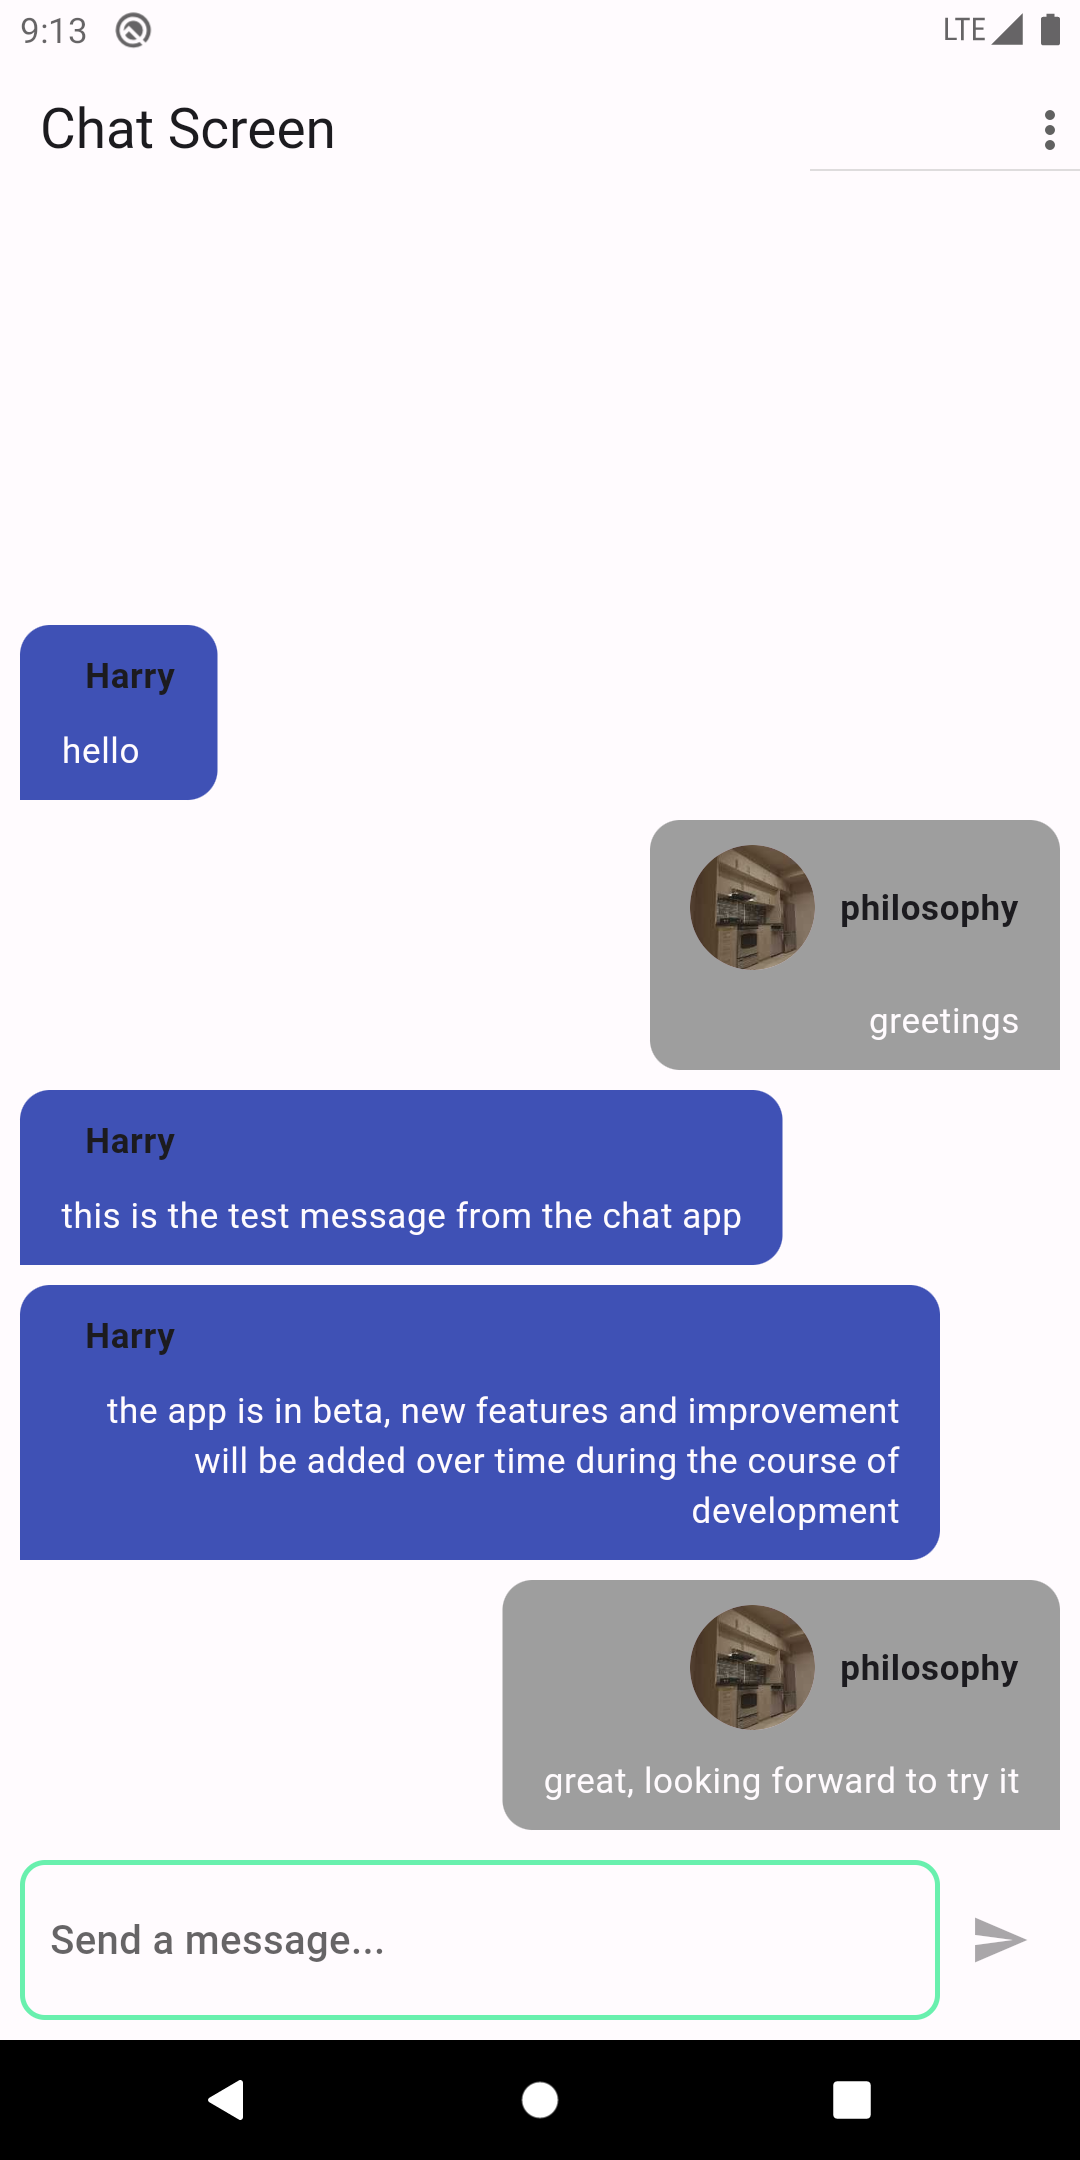 9:13
LTE
Chat Screen
Harry
hello
philosophy
greetings
Harry
this is the test message from the chat app
Harry
the app is in beta, new features and improvement
will be added over time during the course of
development
philosophy
great, looking forward to try it
Send a message...